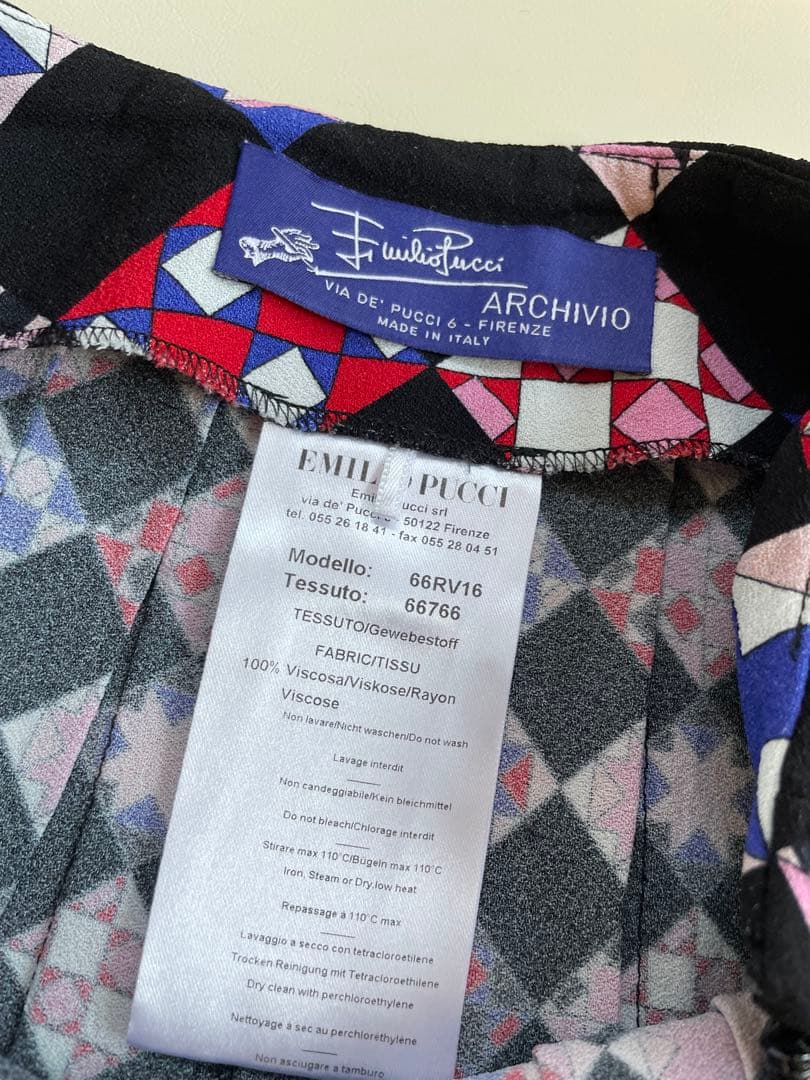 Emilio Pucci
ARCHIVIO
VIA DE' PUCCI 6 - FIRENZE
MADE IN ITALY
PUCCI
srl
via de' 50122 Firenze
tel. 055 26 18 41 - fax 055 28 04 51
Modello: 66RV16
Tessuto: 66766
TESSUTO/Gewebestoff
FABRIC/TISSU
100% Viscosa/Viskose/Rayon
Viscose
Non lavare/Nicht waschen/Do not wash
Lavage interdit
Non candeggiabile/Kein bleichmittel
Do not bleach/Chlorage interdit
Stirare max 110°C/Bügeln max 110°C
Iron, Steam or Dry,low heat
Repassage à 110°C max
Lavaggio a secco con tetracloroetilene
Trocken Reinigung mit Tetracloroethilene
Dry clean with perchloroethylene
Nettoyage à sec au perchloréthylène
Non asciugare a tamburo